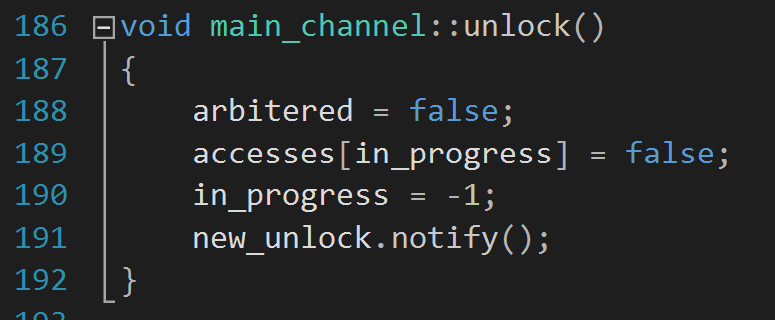 186 void main_channel::unlock()
187 {
188 arbitered = false;
189 accesses[in_progress] = false;
190 in_progress = -1;
191 new_unlock.notify();
192 }